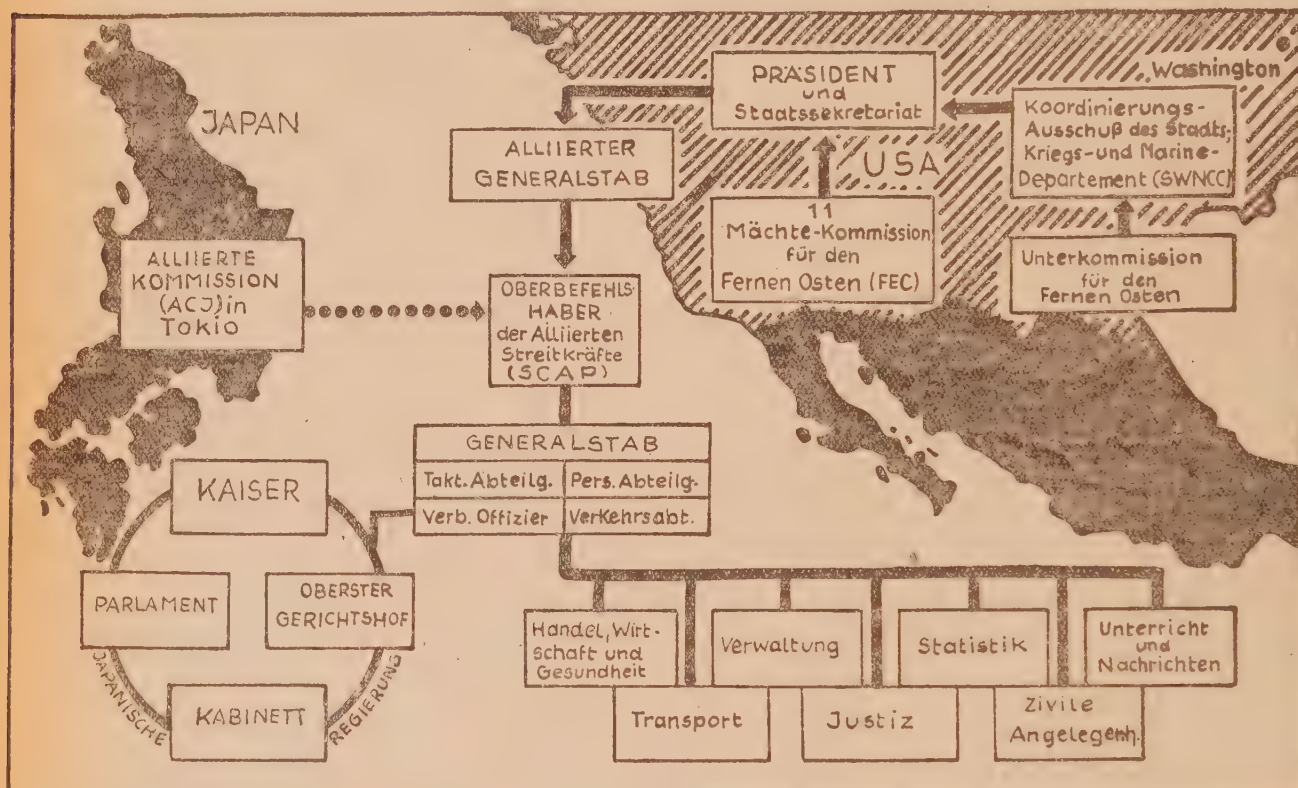 JAPAN
Washington
USA
PRÄSIDENT
und
Staatssekretariat
Koordinierungs-
Ausschuß des Stadts-,
Kriegs-und Marine-
Departement (SWNCC)
ALLIIERTER
GENERALSTAB
11
Mächte-Kommission
für den
Fernen Osten (FEC)
Unterkommission
für den
Fernen Osten
ALLIIERTE
KOMMISSION
(ACJ) in
Tokio
OBERBEFEHLS-
HABER
der Alliierten
Streitkräfte
(SCAP)
GENERALSTAB
Takt. Abteilg.
Pers. Abteilg.
Verb. Offizier
Verkehrsabt.
KAISER
PARLAMENT
OBERSTER
GERICHTSHOF
KABINETT
JAPANISCHE
REGIERUNG
Handel, Wirt-
schaft und
Gesundheit
Verwaltung
Statistik
Unterricht
und
Nachrichten
Transport
Justiz
Zivile
Angelegenh.